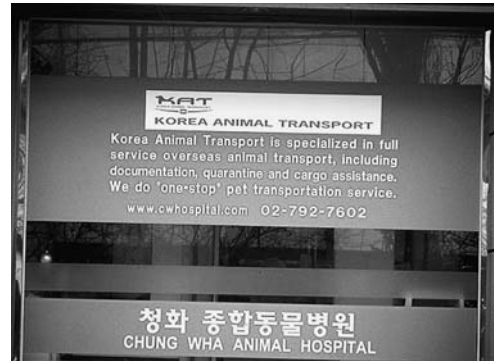 KAT
KOREA ANIMAL TRANSPORT
Korea Animal Transport is specialized in full
service overseas animal transport, including
documentation, quarantine and cargo assistance.
We do "one-stop" pet transportation service.
www.cwhospital.com 02-792-7602
청화 종합동물병원
CHUNG WHA ANIMAL HOSPITAL